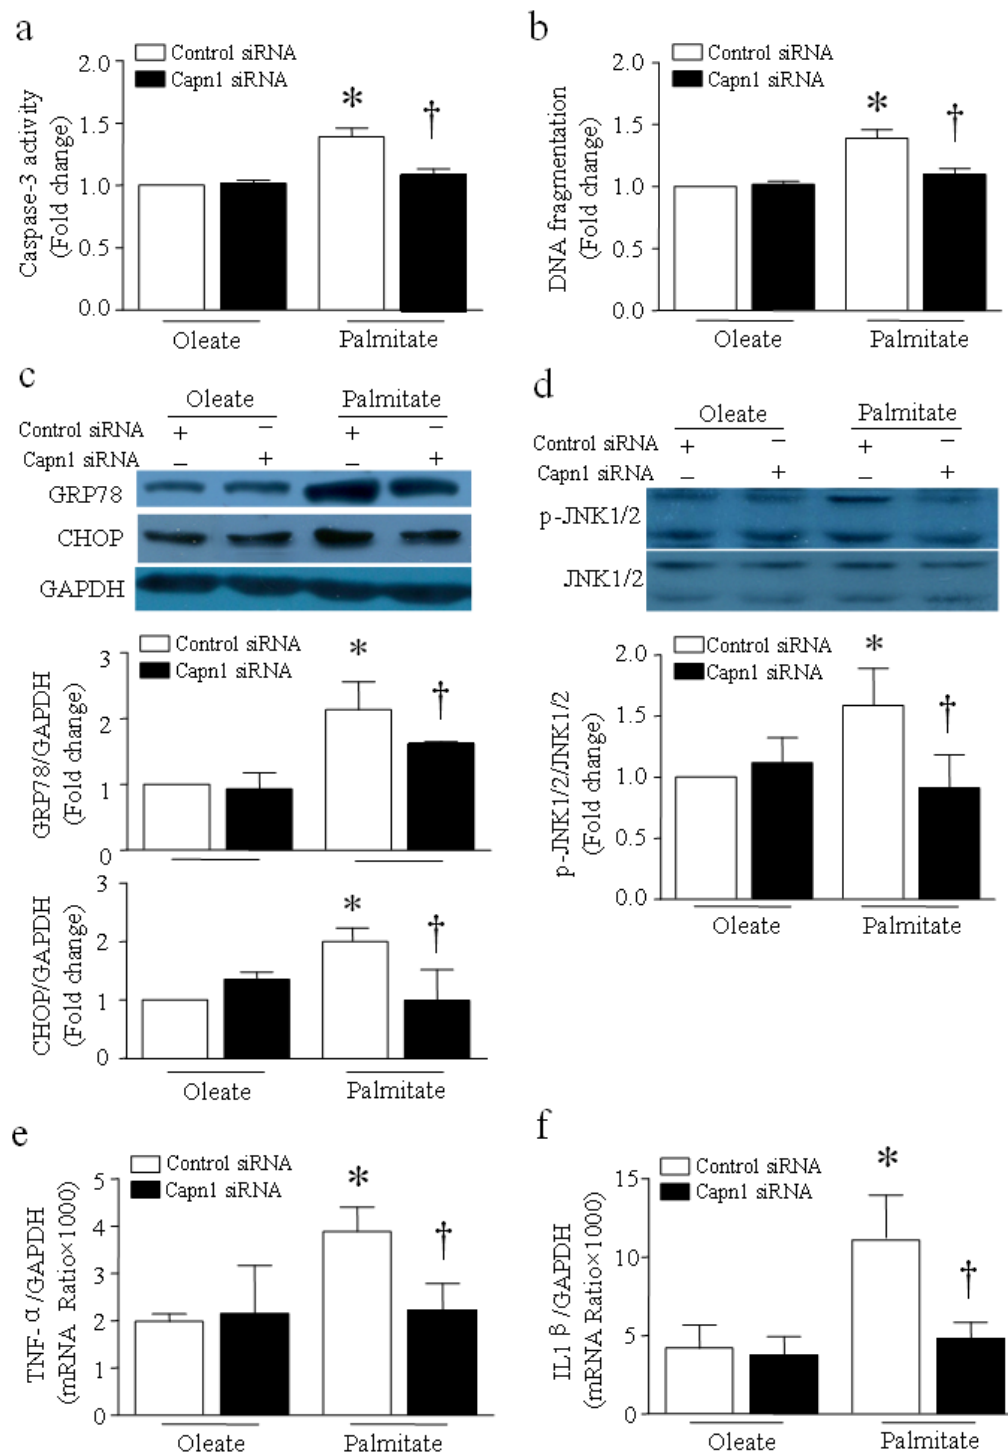 a
Control siRNA
Capn1 siRNA
Caspase-3 activity
(Fold change)
2.0
1.5
1.0
0.5
0.0
*
†
Oleate
Palmitate
b
Control siRNA
Capn1 siRNA
DNA fragmentation
(Fold change)
2.0
1.5
1.0
0.5
0.0
*
†
Oleate
Palmitate
c
Oleate
Palmitate
Control siRNA + − + −
Capn1 siRNA − + − +
GRP78
CHOP
GAPDH
Control siRNA
Capn1 siRNA
GRP78/GAPDH
(Fold change)
3
2
1
0
*
†
CHOP/GAPDH
(Fold change)
3
2
1
0
*
†
Oleate
Palmitate
d
Oleate
Palmitate
Control siRNA + − + −
Capn1 siRNA − + − +
p-JNK1/2
JNK1/2
Control siRNA
Capn1 siRNA
p-JNK1/2/JNK1/2
(Fold change)
2.0
1.5
1.0
0.5
0.0
*
†
Oleate
Palmitate
e
Control siRNA
Capn1 siRNA
TNF-α/GAPDH
(mRNA Ratio×1000)
5
4
3
2
1
0
*
†
Oleate
Palmitate
f
Control siRNA
Capn1 siRNA
IL1β/GAPDH
(mRNA Ratio×1000)
15
10
5
0
*
†
Oleate
Palmitate